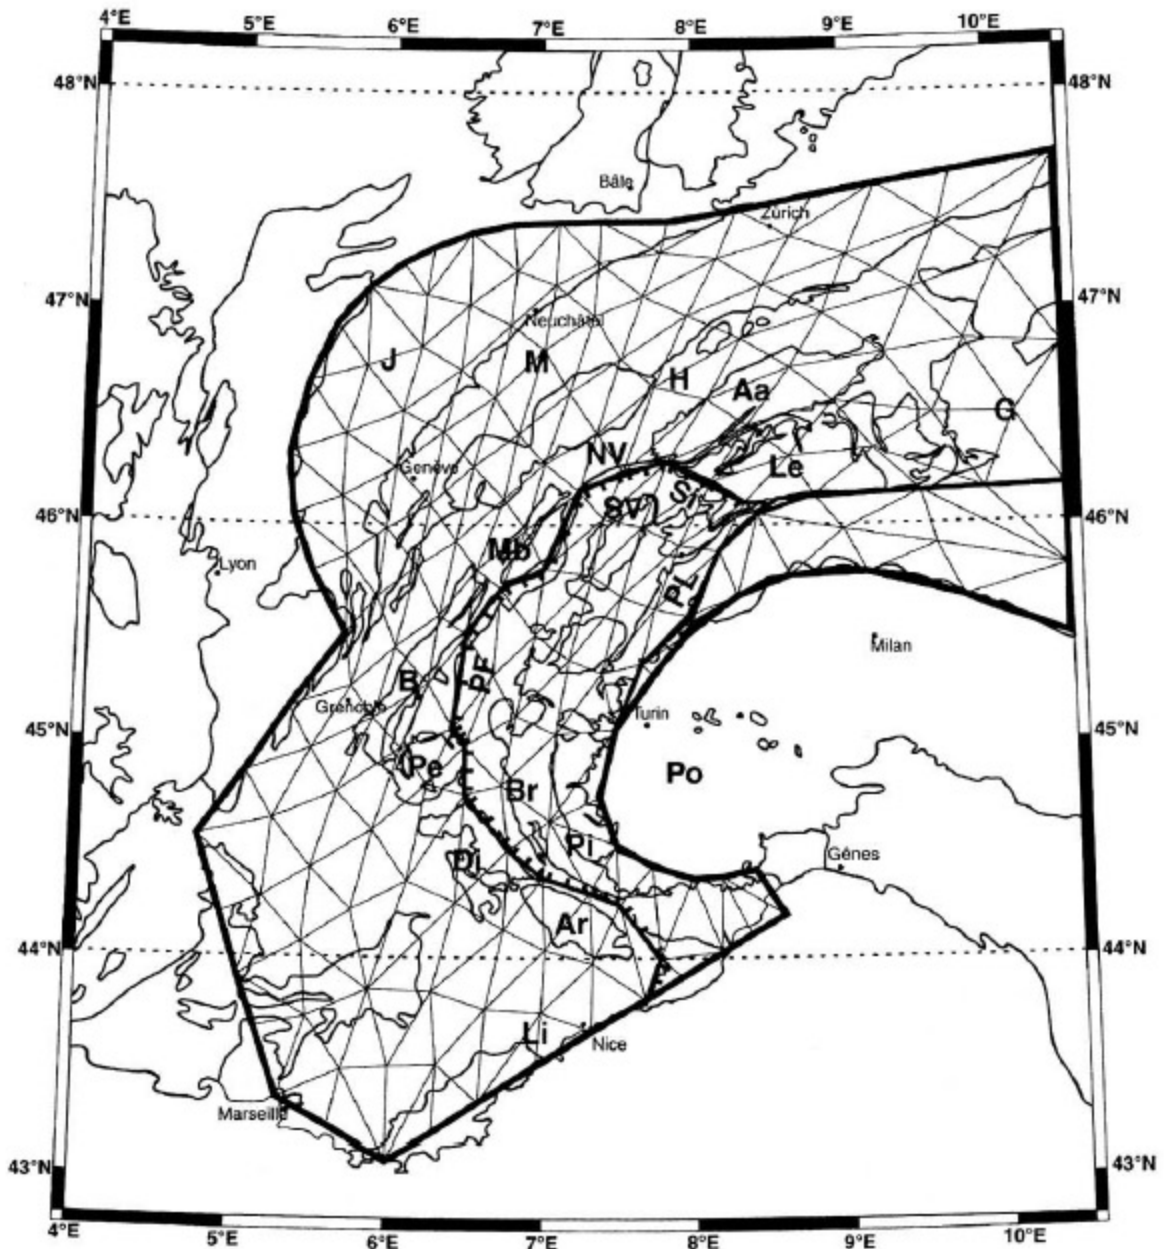 4°E 5°E 6°E 7°E 8°E 9°E 10°E
48°N 48°N
Bâle
Zürich
47°N 47°N
Neuchâtel
J M H Aa
G
NV
Genève Le
S
SV
46°N 46°N
Mb
Lyon
PL
Milan
PF
B
Grenoble
Turin
45°N 45°N
Pe Po
Br
Pi
Di Gênes
Ar
44°N 44°N
Li
Nice
Marseille
43°N 43°N
4°E 5°E 6°E 7°E 8°E 9°E 10°E